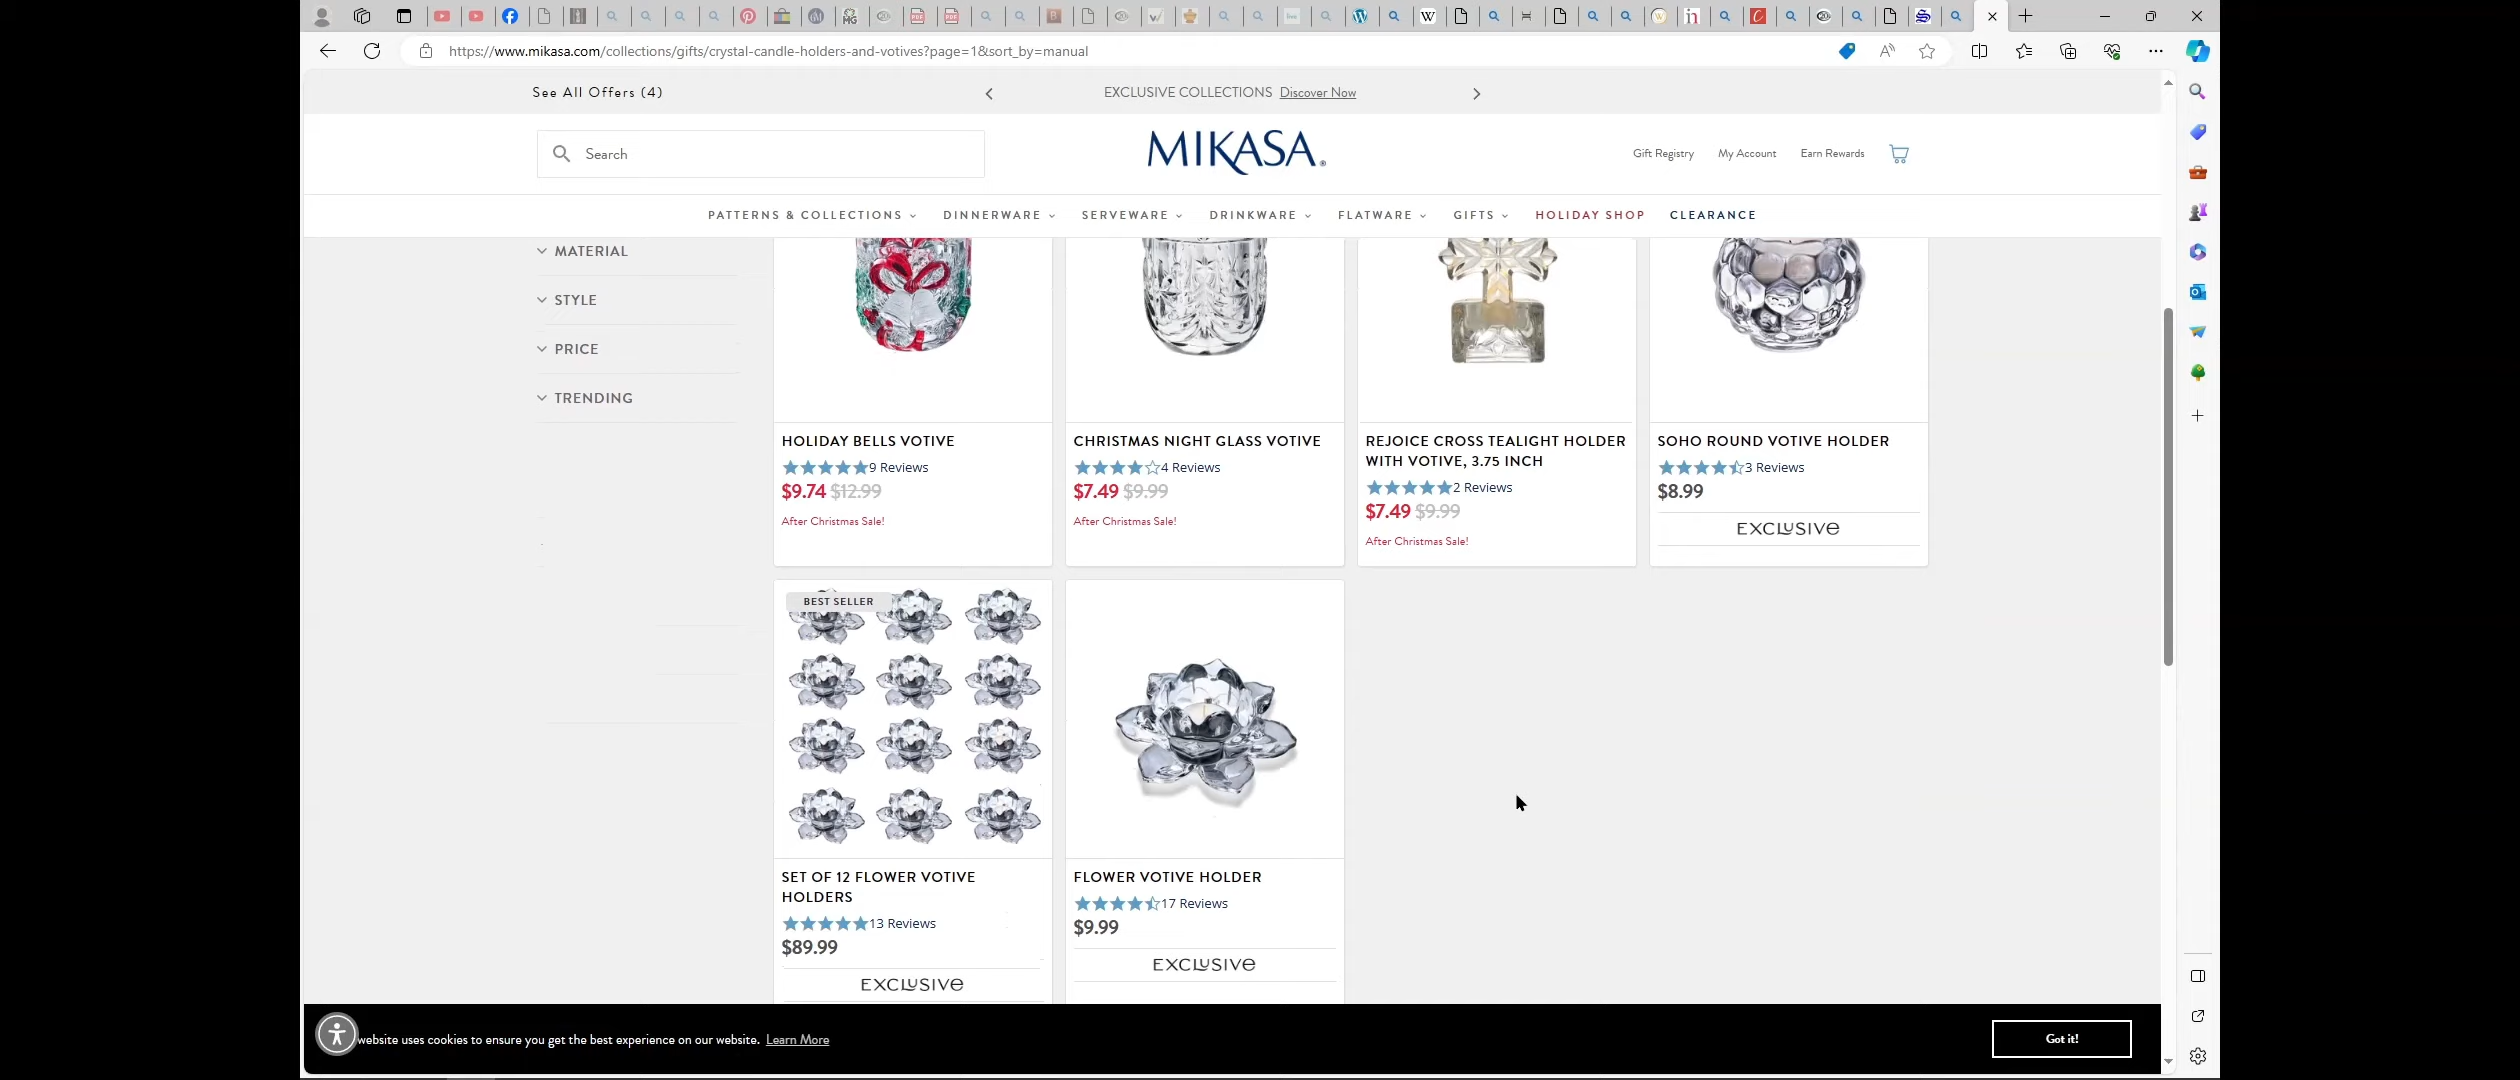 https://www.mikasa.com/collections/gifts/crystal-candle-holders-and-votives?page=1&sort_by=manual
See All Offers (4)
EXCLUSIVE COLLECTIONS Discover Now
Search
MIKASA.
Gift Registry
My Account
Earn Rewards
PATTERNS & COLLECTIONS
DINNERWARE
SERVEWARE
DRINKWARE
FLATWARE
GIFTS
HOLIDAY SHOP
CLEARANCE
MATERIAL
STYLE
PRICE
TRENDING
HOLIDAY BELLS VOTIVE
9 Reviews
$9.74 $12.99
After Christmas Sale!
CHRISTMAS NIGHT GLASS VOTIVE
4 Reviews
$7.49 $9.99
After Christmas Sale!
REJOICE CROSS TEALIGHT HOLDER
WITH VOTIVE, 3.75 INCH
2 Reviews
$7.49 $9.99
After Christmas Sale!
SOHO ROUND VOTIVE HOLDER
3 Reviews
$8.99
EXCLUSIVE
BEST SELLER
SET OF 12 FLOWER VOTIVE
HOLDERS
13 Reviews
$89.99
EXCLUSIVE
FLOWER VOTIVE HOLDER
17 Reviews
$9.99
EXCLUSIVE
website uses cookies to ensure you get the best experience on our website. Learn More
Got it!